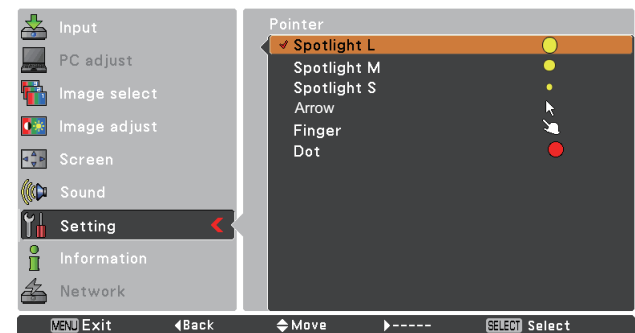 Input
PC adjust
Image select
Image adjust
Screen
Sound
Setting
Information
Network
Pointer
Spotlight L
Spotlight M
Spotlight S
Arrow
Finger
Dot
MENU Exit ◀Back Move ▶----- SELECT Select